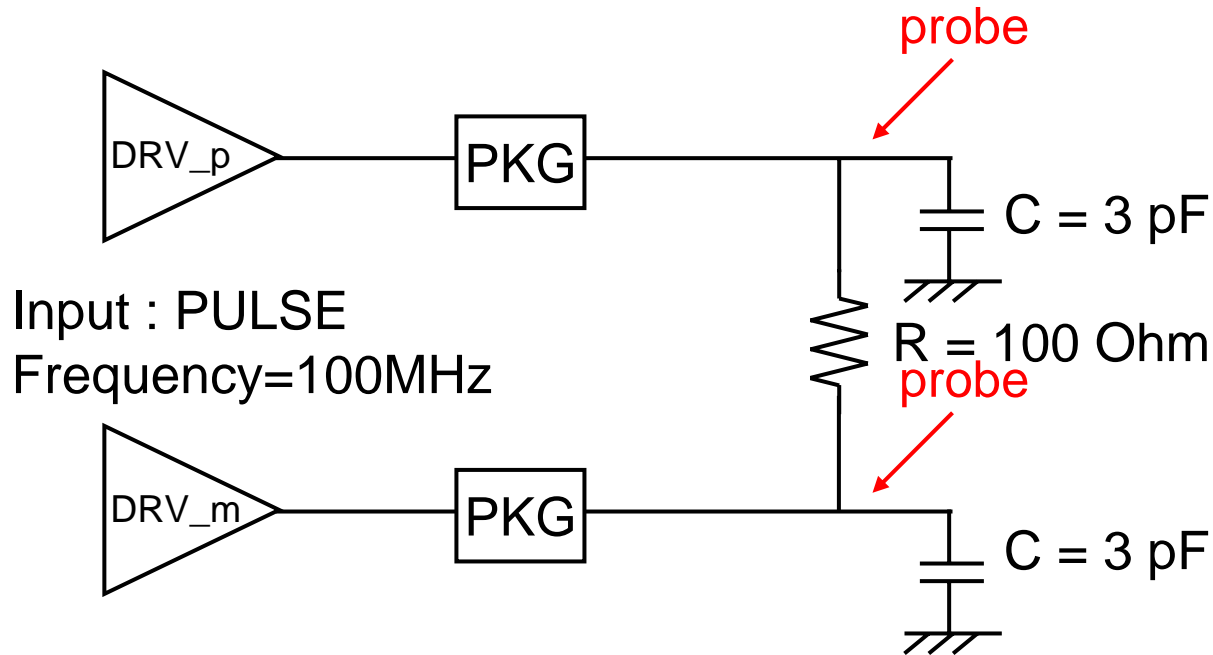 probe
DRV_p
PKG
C = 3 pF
Input : PULSE
Frequency=100MHz
R = 100 Ohm
probe
DRV_m
PKG
C = 3 pF